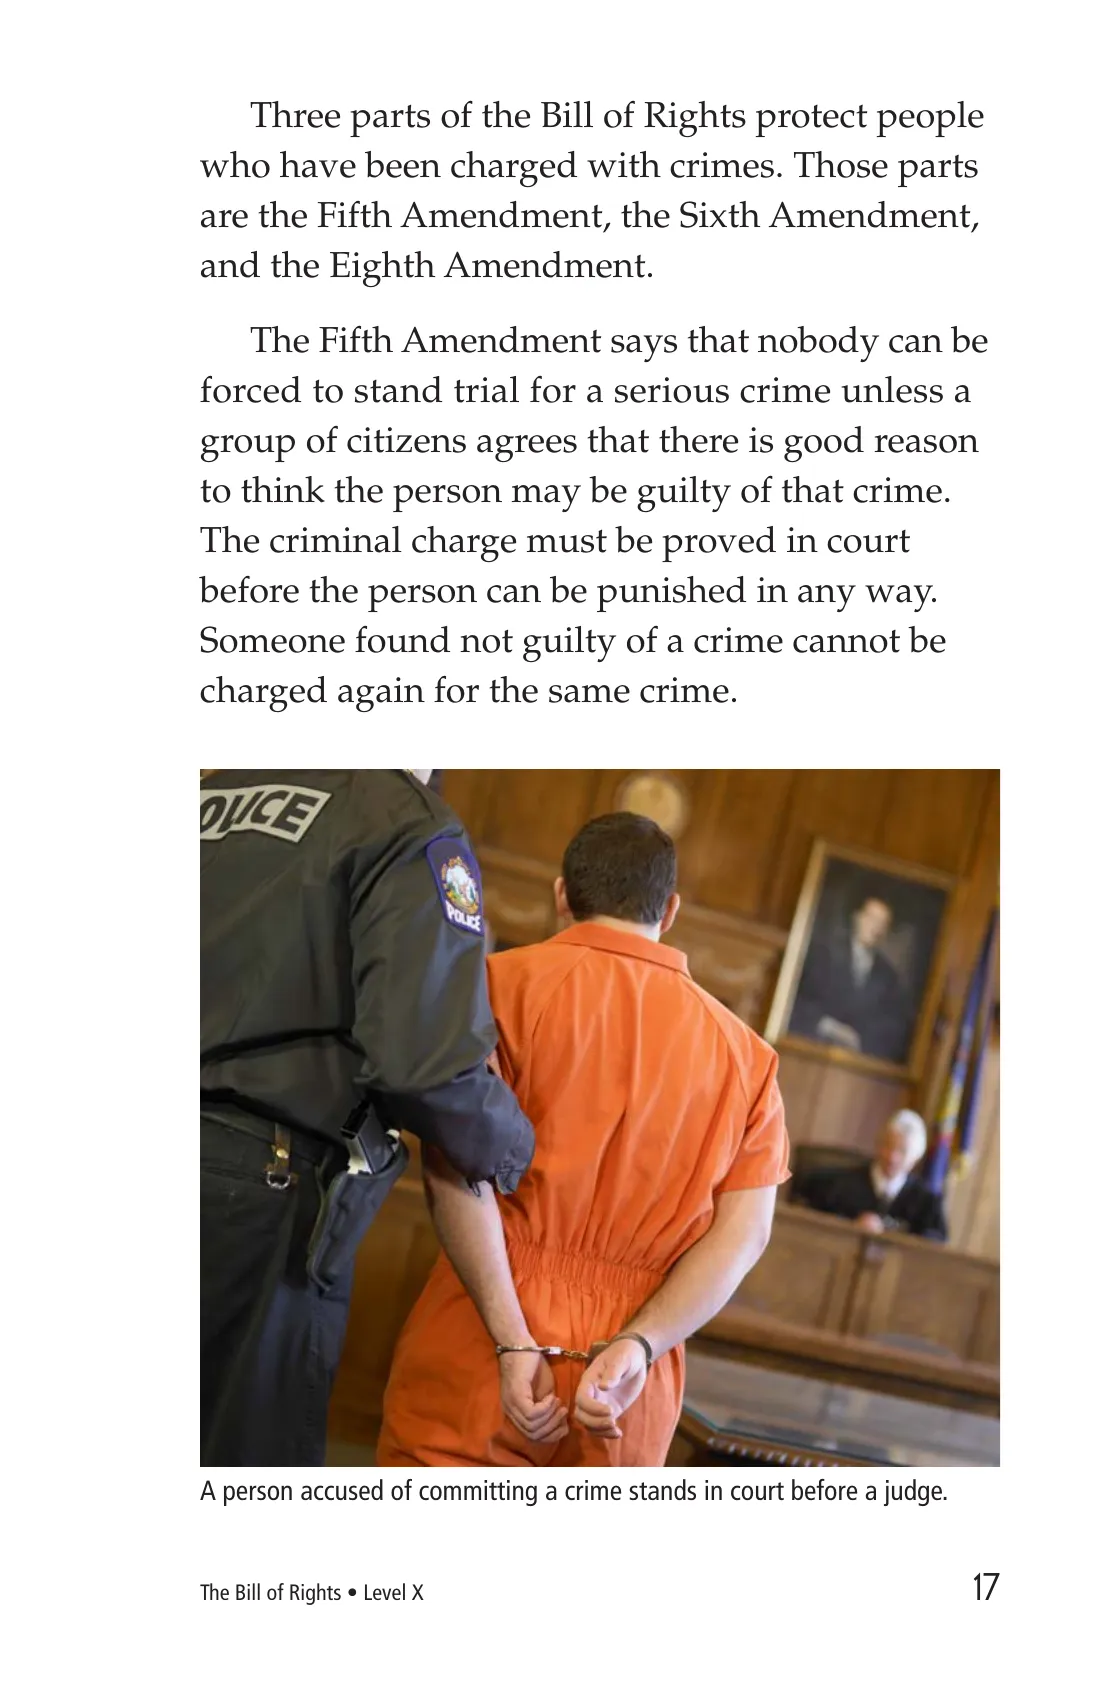 Three parts of the Bill of Rights protect people
who have been charged with crimes. Those parts
are the Fifth Amendment, the Sixth Amendment,
and the Eighth Amendment.
The Fifth Amendment says that nobody can be
forced to stand trial for a serious crime unless a
group of citizens agrees that there is good reason
to think the person may be guilty of that crime.
The criminal charge must be proved in court
before the person can be punished in any way.
Someone found not guilty of a crime cannot be
charged again for the same crime.
OLICE
POLICE
A person accused of committing a crime stands in court before a judge.
The Bill of Rights • Level X
17